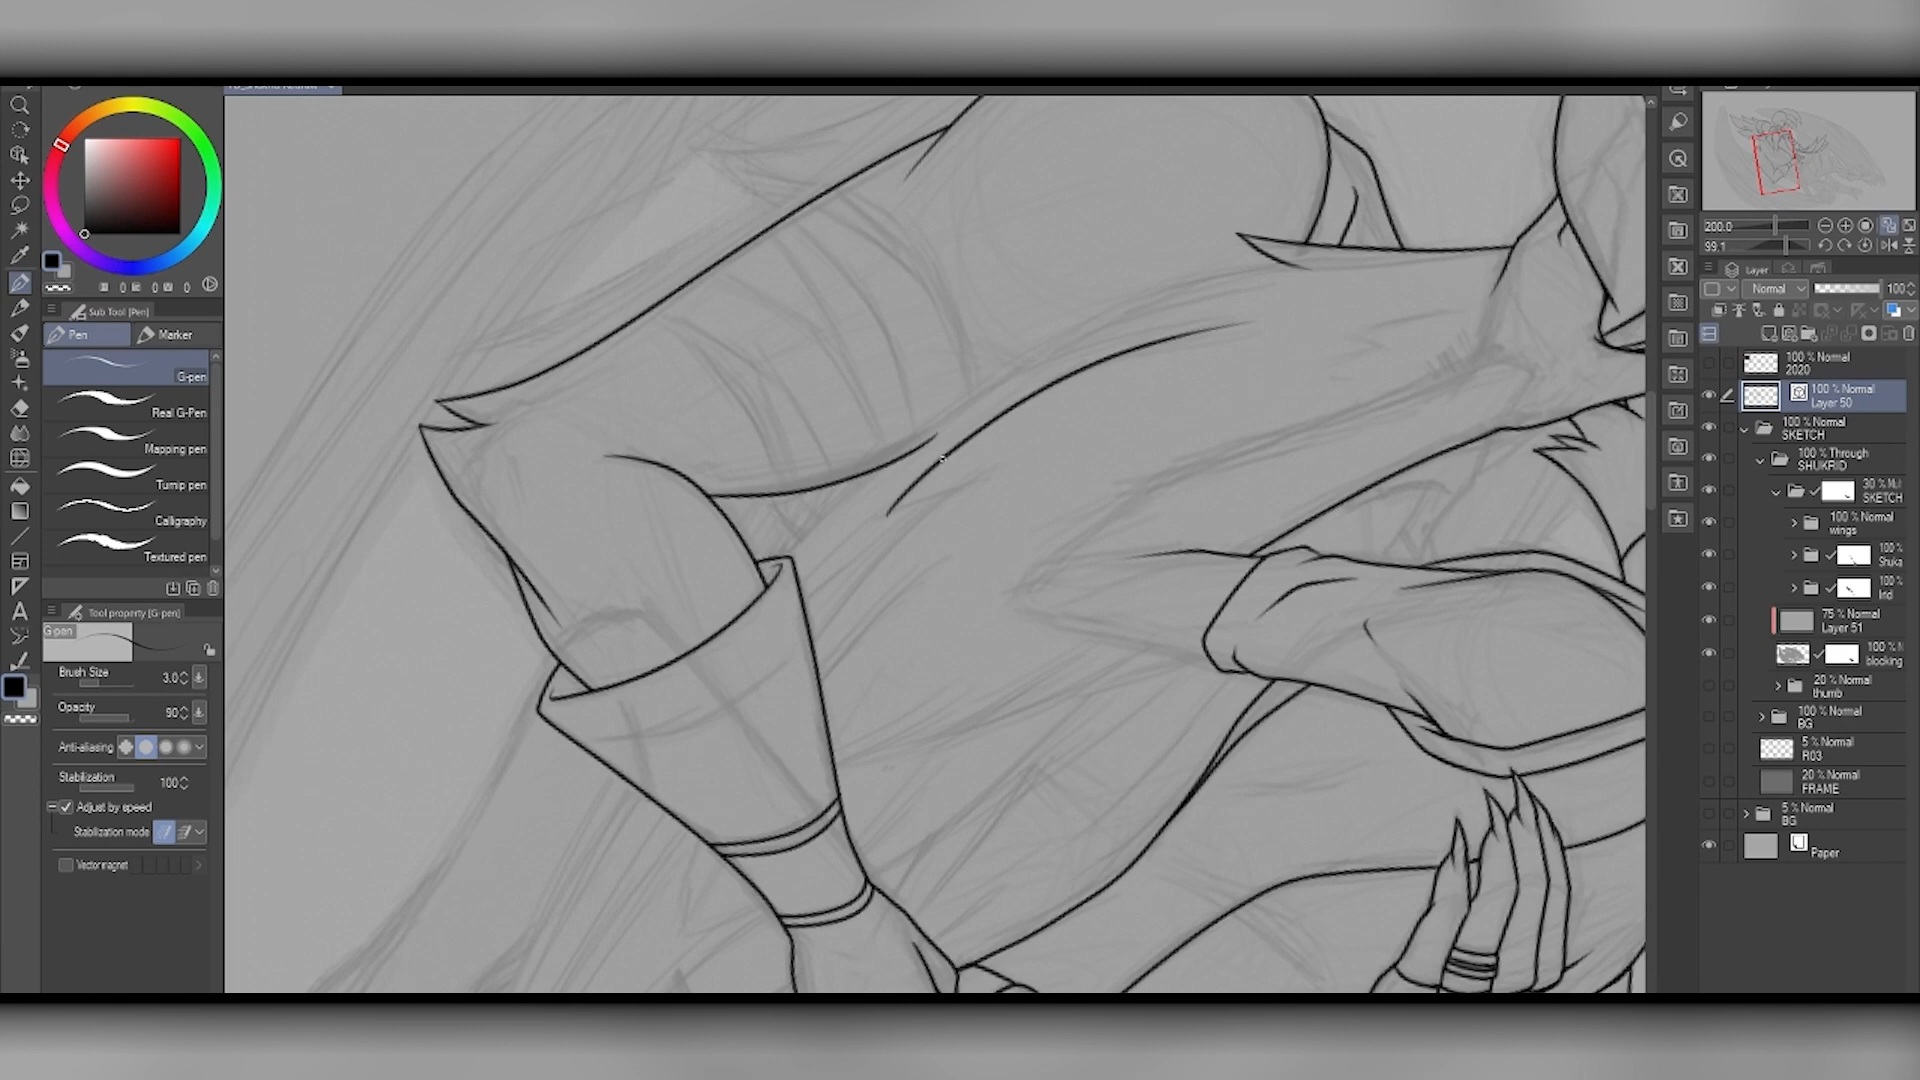 Sub Tool [Pen]
Pen
Marker
G-pen
Real G-Pen
Mapping pen
Turnip pen
Calligraphy
Textured pen
Tool property [G-pen]
G-pen
Brush Size 3.0
Opacity 90
Anti-aliasing
Stabilization 100
Adjust by speed
Stabilization mode
Vector magnet
200.0
99.1
Layer
Normal 100
100 % Normal
2020
100 % Normal
Layer 50
100 % Normal
SKETCH
100 % Through
SHUKRID
30 % Mul
SKETCH
100 % Normal
wings
100 %
Shuka
100 %
Irid
75 % Normal
Layer 51
100 % N
blocking
20 % Normal
thumb
100 % Normal
BG
5 % Normal
R03
20 % Normal
FRAME
5 % Normal
BG
Paper